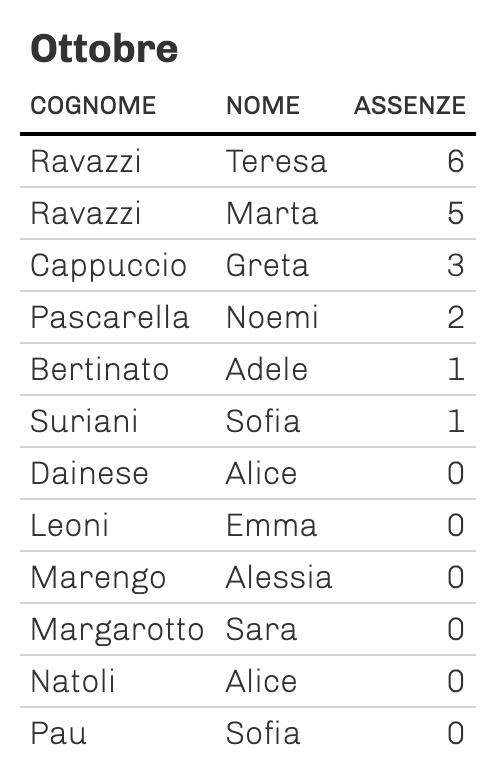 Ottobre
COGNOME NOME ASSENZE
Ravazzi Teresa 6
Ravazzi Marta 5
Cappuccio Greta 3
Pascarella Noemi 2
Bertinato Adele 1
Suriani Sofia 1
Dainese Alice 0
Leoni Emma 0
Marengo Alessia 0
Margarotto Sara 0
Natoli Alice 0
Pau Sofia 0